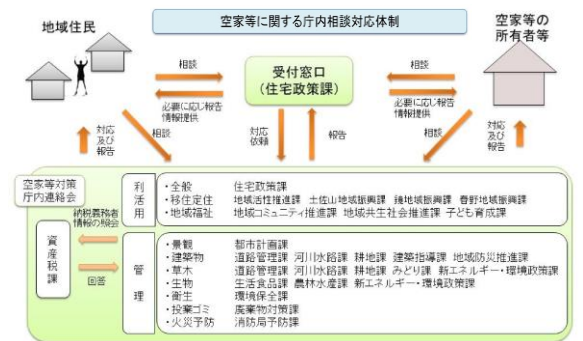 空家等に関する庁内相談対応体制
地域住民
空家等の
所有者等
受付窓口
(住宅政策課)
相談
必要に応じ報告
情報提供
相談
必要に応じ報告
情報提供
対応
及び
報告
相談
対応
依頼
報告
相談
対応
及び
報告
空家等対策
庁内連絡会
納税義務者
情報の照会
資産税課
回答
利活用
・全般 住宅政策課
・移住定住 地域活性推進課 土佐山地域振興課 鏡地域振興課 春野地域振興課
・地域福祉 地域コミュニティ推進課 地域共生社会推進課 子ども育成課
管理
・景観 都市計画課
・建築物 道路管理課 河川水路課 耕地課 建築指導課 地域防災推進課
・草木 道路管理課 河川水路課 耕地課 みどり課 新エネルギー・環境政策課
・生物 生活食品課 農林水産課 新エネルギー・環境政策課
・衛生 環境保全課
・投棄ゴミ 廃棄物対策課
・火災予防 消防局予防課